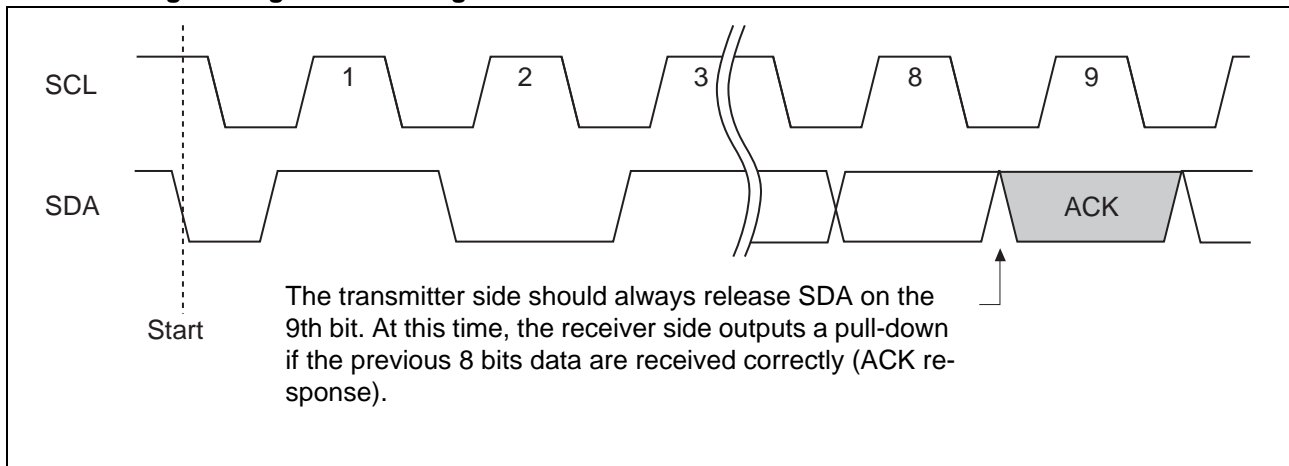 SCL
1
2
3
8
9
SDA
ACK
Start
The transmitter side should always release SDA on the
9th bit. At this time, the receiver side outputs a pull-down
if the previous 8 bits data are received correctly (ACK re-
sponse).